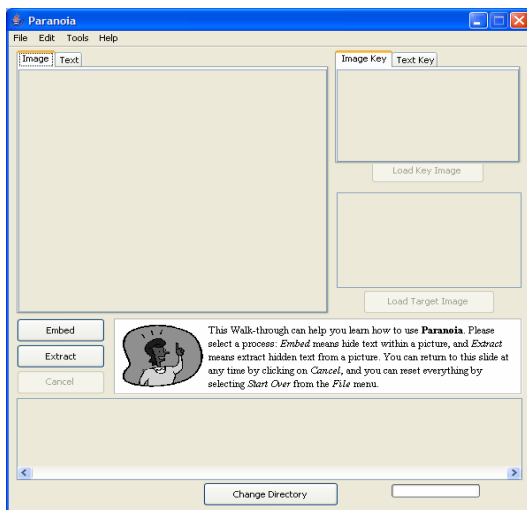 Paranoia
File Edit Tools Help
Image Text
Image Key Text Key
Load Key Image
Load Target Image
Embed
Extract
Cancel
This Walk-through can help you learn how to use Paranoia. Please
select a process: Embed means hide text within a picture, and Extract
means extract hidden text from a picture. You can return to this slide at
any time by clicking on Cancel, and you can reset everything by
selecting Start Over from the File menu.
Change Directory